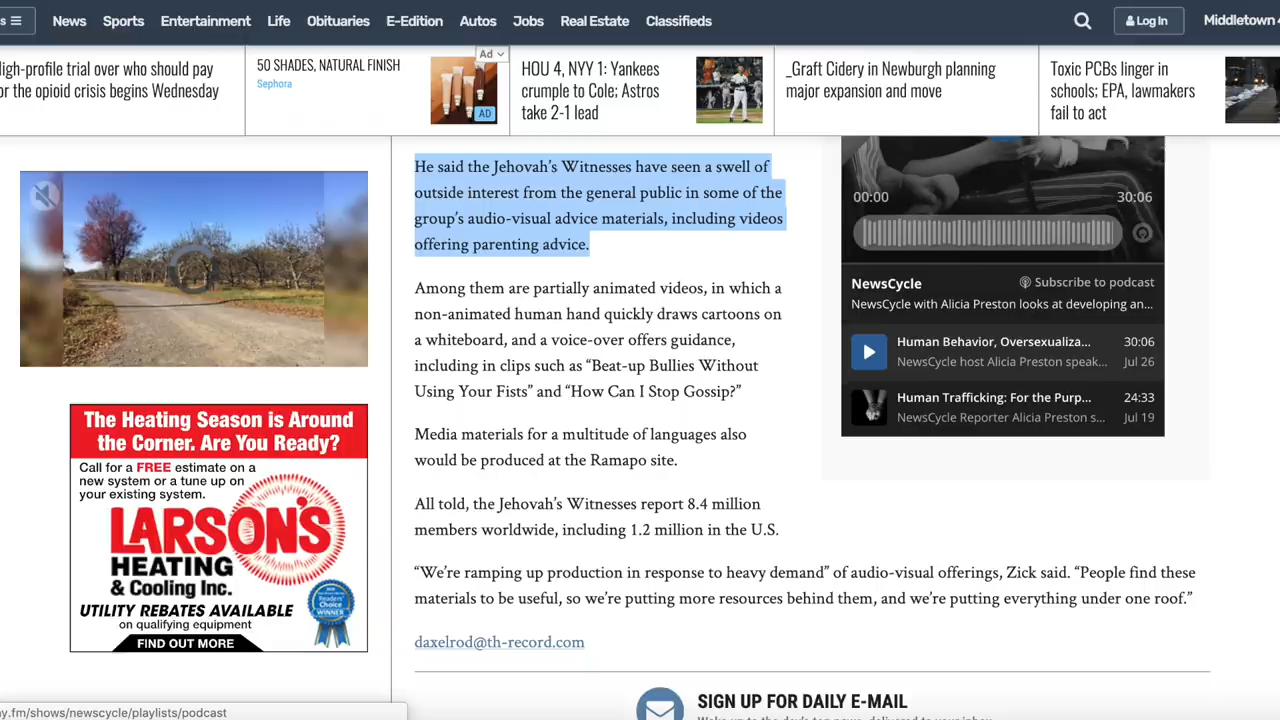 s ☰ News Sports Entertainment Life Obituaries E-Edition Autos Jobs Real Estate Classifieds Log In Middletown
igh-profile trial over who should pay
or the opioid crisis begins Wednesday
50 SHADES, NATURAL FINISH
Sephora
Ad
AD
HOU 4, NYY 1: Yankees
crumple to Cole; Astros
take 2-1 lead
_Graft Cidery in Newburgh planning
major expansion and move
Toxic PCBs linger in
schools: EPA, lawmakers
fail to act
He said the Jehovah’s Witnesses have seen a swell of
outside interest from the general public in some of the
group’s audio-visual advice materials, including videos
offering parenting advice.
Among them are partially animated videos, in which a
non-animated human hand quickly draws cartoons on
a whiteboard, and a voice-over offers guidance,
including in clips such as “Beat-up Bullies Without
Using Your Fists” and “How Can I Stop Gossip?”
Media materials for a multitude of languages also
would be produced at the Ramapo site.
All told, the Jehovah’s Witnesses report 8.4 million
members worldwide, including 1.2 million in the U.S.
“We’re ramping up production in response to heavy demand” of audio-visual offerings, Zick said. “People find these
materials to be useful, so we’re putting more resources behind them, and we’re putting everything under one roof.”
daxelrod@th-record.com
SIGN UP FOR DAILY E-MAIL
00:00 30:06
NewsCycle Subscribe to podcast
NewsCycle with Alicia Preston looks at developing an...
Human Behavior, Oversexualiza... 30:06
NewsCycle host Alicia Preston speak... Jul 26
Human Trafficking: For the Purp... 24:33
NewsCycle Reporter Alicia Preston s... Jul 19
The Heating Season is Around
the Corner. Are You Ready?
Call for a FREE estimate on a
new system or a tune up on
your existing system.
LARSON'S
HEATING
& Cooling Inc.
UTILITY REBATES AVAILABLE
on qualifying equipment
FIND OUT MORE
Readers' Choice
WINNER
ay.fm/shows/newscycle/playlists/podcast